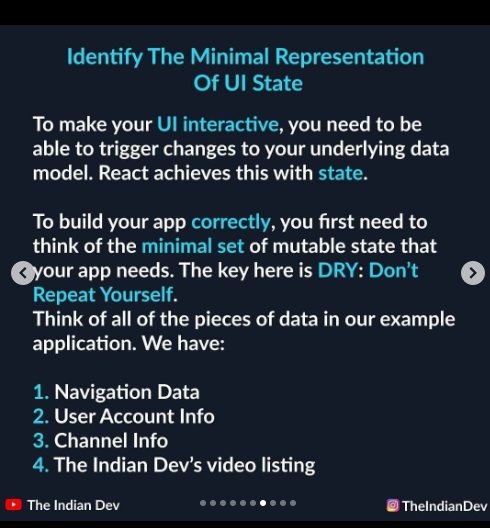 Identify The Minimal Representation
Of UI State
To make your UI interactive, you need to be
able to trigger changes to your underlying data
model. React achieves this with state.
To build your app correctly, you first need to
think of the minimal set of mutable state that
your app needs. The key here is DRY: Don't
Repeat Yourself.
Think of all of the pieces of data in our example
application. We have:
1. Navigation Data
2. User Account Info
3. Channel Info
4. The Indian Dev's video listing
The Indian Dev
TheIndianDev